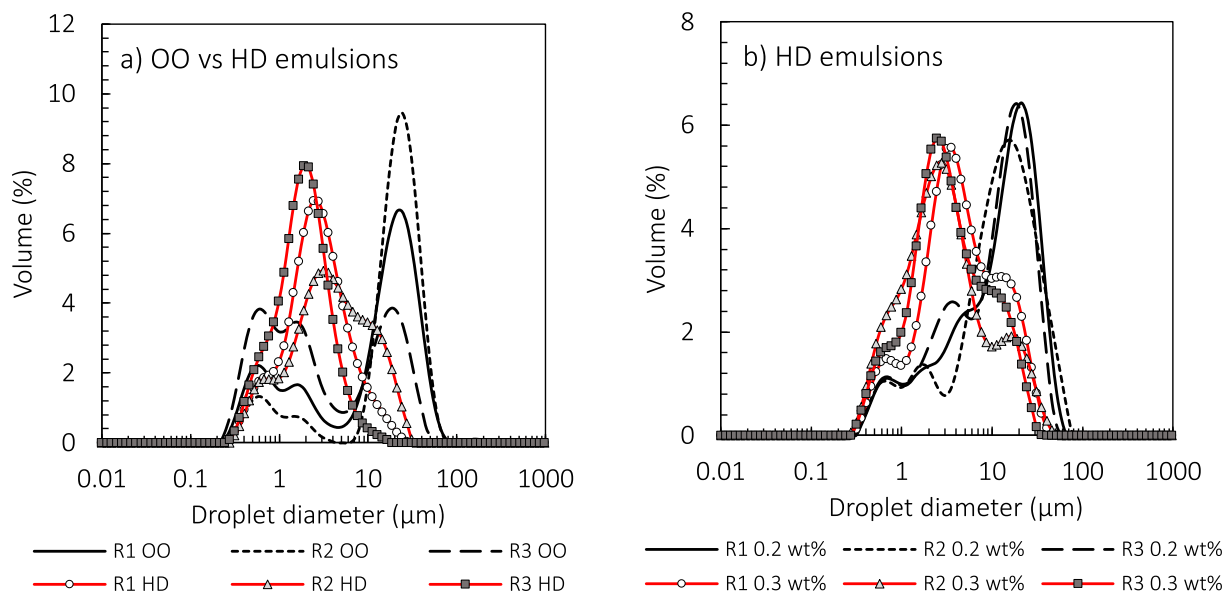 a) OO vs HD emulsions
Volume (%)
12
10
8
6
4
2
0
0.01 0.1 1 10 100 1000
Droplet diameter (µm)
R1 OO R2 OO R3 OO
R1 HD R2 HD R3 HD
b) HD emulsions
Volume (%)
8
6
4
2
0
0.01 0.1 1 10 100 1000
Droplet diameter (µm)
R1 0.2 wt% R2 0.2 wt% R3 0.2 wt%
R1 0.3 wt% R2 0.3 wt% R3 0.3 wt%